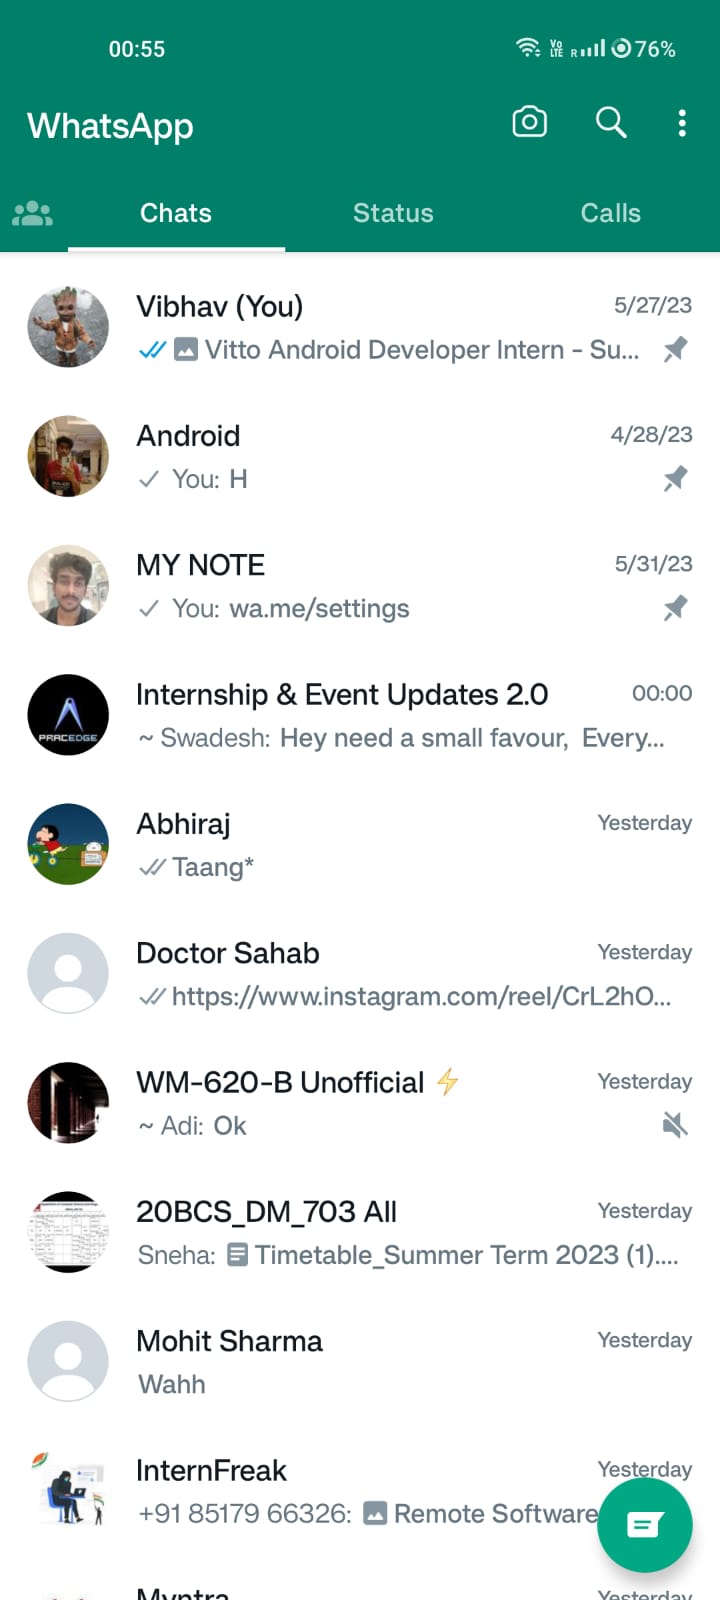 00:55
VoLTE R 76%
WhatsApp
Chats Status Calls
Vibhav (You) 5/27/23
Vitto Android Developer Intern - Su...
Android 4/28/23
You: H
MY NOTE 5/31/23
You: wa.me/settings
PRACEDGE
Internship & Event Updates 2.0 00:00
~ Swadesh: Hey need a small favour, Every...
Abhiraj Yesterday
Taang*
Doctor Sahab Yesterday
https://www.instagram.com/reel/CrL2hO...
WM-620-B Unofficial ⚡ Yesterday
~ Adi: Ok
20BCS_DM_703 All Yesterday
Sneha: Timetable_Summer Term 2023 (1)....
Mohit Sharma Yesterday
Wahh
InternFreak Yesterday
+91 85179 66326: Remote Software
Myntra Yesterday